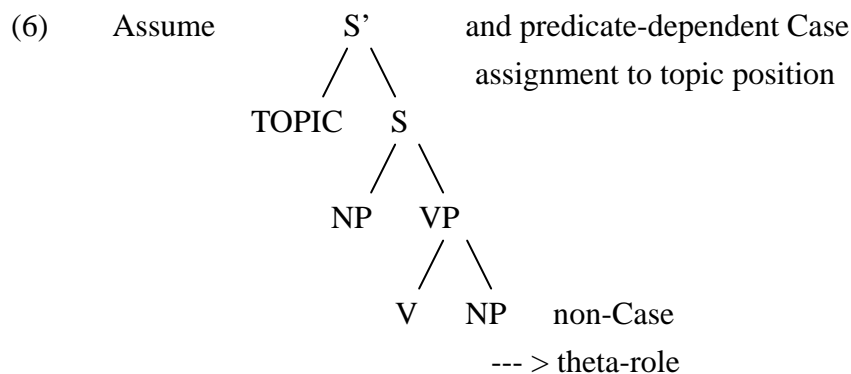 (6) Assume S’ and predicate-dependent Case
assignment to topic position
TOPIC S
NP VP
V NP non-Case
--- > theta-role